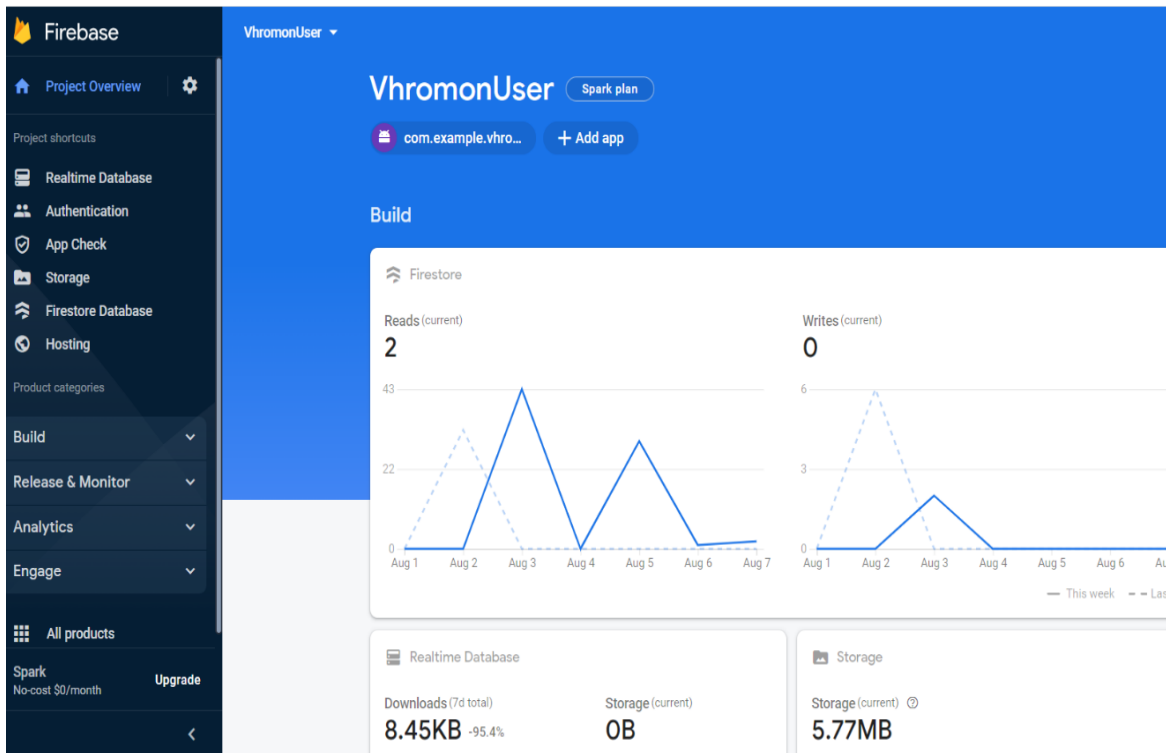 Firebase
VhromonUser
Project Overview
VhromonUser
Spark plan
com.example.vhro...
+ Add app
Project shortcuts
Realtime Database
Authentication
App Check
Storage
Firestore Database
Hosting
Product categories
Build
Release & Monitor
Analytics
Engage
All products
Spark
No-cost $0/month
Upgrade
Build
Firestore
Reads (current)
2
43
22
0
Aug 1 Aug 2 Aug 3 Aug 4 Aug 5 Aug 6 Aug 7
Writes (current)
0
6
3
0
Aug 1 Aug 2 Aug 3 Aug 4 Aug 5 Aug 6 Au
This week Las
Realtime Database
Downloads (7d total)
8.45KB -95.4%
Storage (current)
0B
Storage
Storage (current)
5.77MB